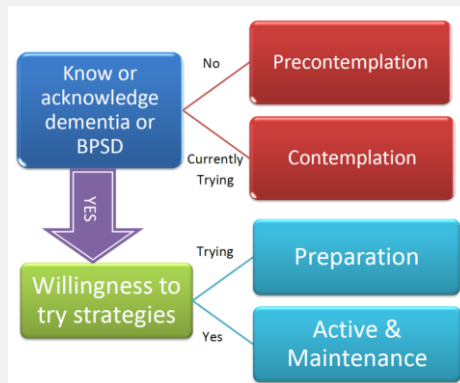 Know or
acknowledge
dementia or
BPSD
No
Precontemplation
Currently
Trying
Contemplation
YES
Willingness to
try strategies
Trying
Preparation
Yes
Active &
Maintenance